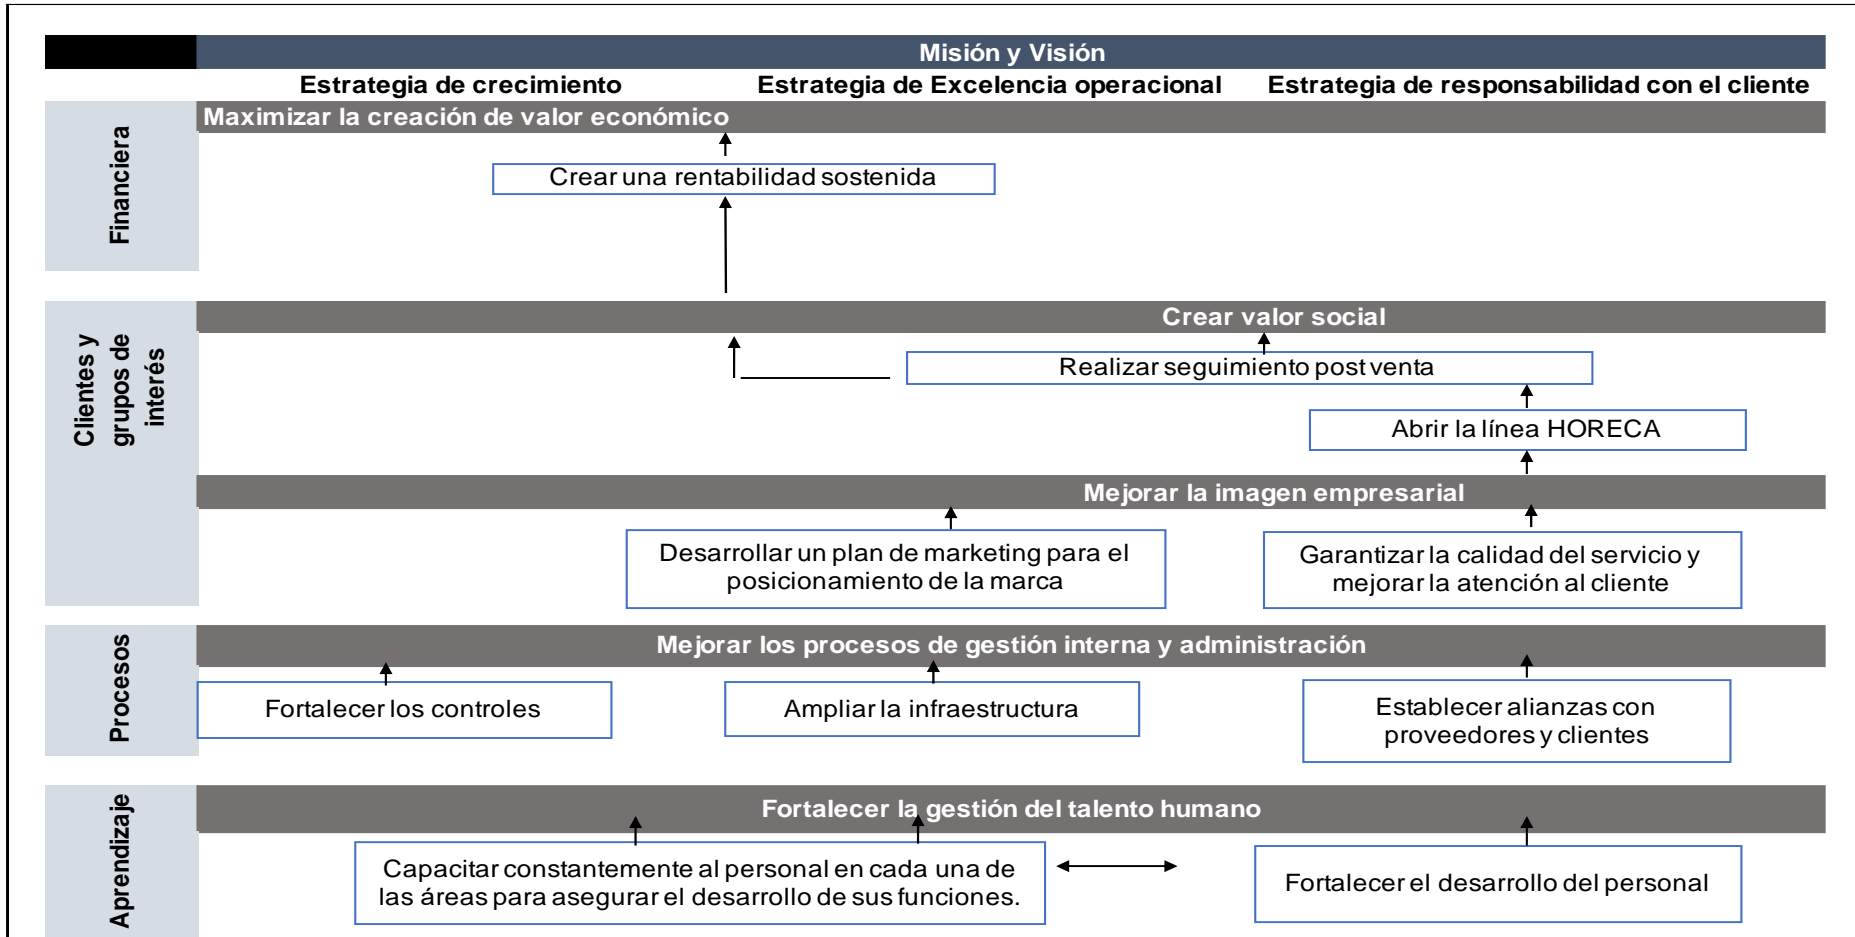 Misión y Visión
Estrategia de crecimiento
Estrategia de Excelencia operacional
Estrategia de responsabilidad con el cliente
Financiera
Maximizar la creación de valor económico
Crear una rentabilidad sostenida
Clientes y
grupos de
interés
Crear valor social
Realizar seguimiento post venta
Abrir la línea HORECA
Mejorar la imagen empresarial
Desarrollar un plan de marketing para el
posicionamiento de la marca
Garantizar la calidad del servicio y
mejorar la atención al cliente
Procesos
Mejorar los procesos de gestión interna y administración
Fortalecer los controles
Ampliar la infraestructura
Establecer alianzas con
proveedores y clientes
Aprendizaje
Fortalecer la gestión del talento humano
Capacitar constantemente al personal en cada una de
las áreas para asegurar el desarrollo de sus funciones.
Fortalecer el desarrollo del personal